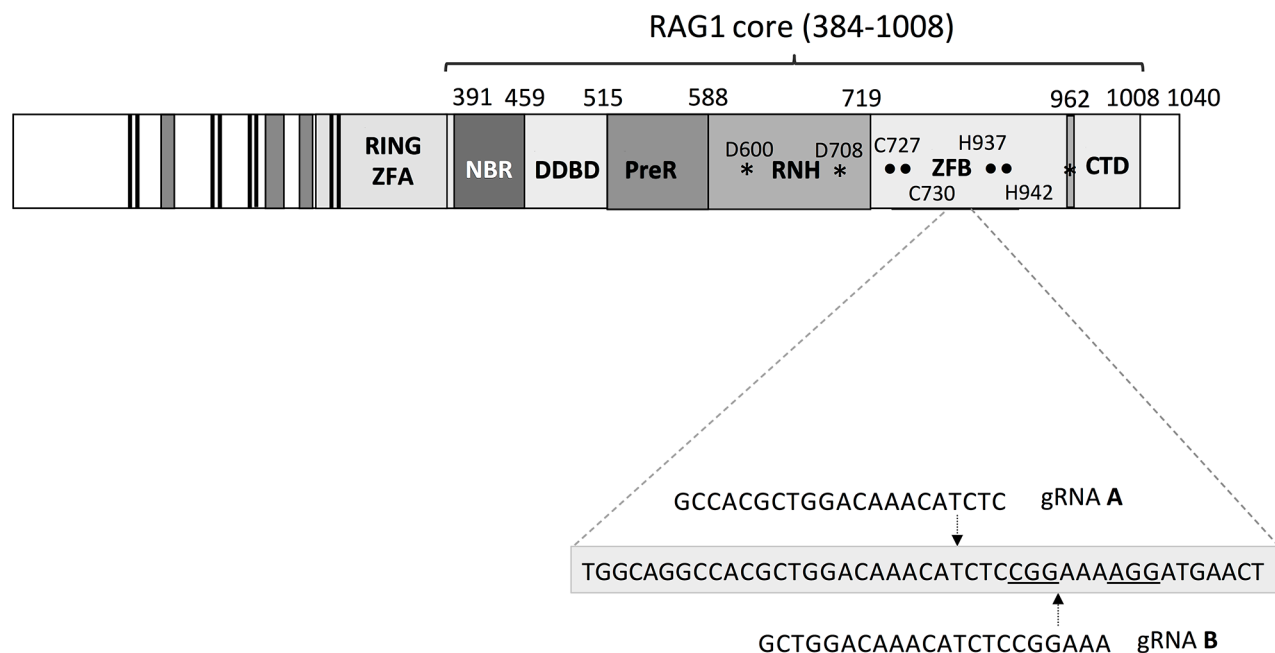 RAG1 core (384-1008)
391 459 515 588 719 962 1008 1040
RING
ZFA
NBR
DDBD
PreR
D600
*
RNH
D708
*
C727
••
ZFB
H937
••
C730
H942
*
CTD
GCCACGCTGGACAAACATCTC gRNA A
TGGCAGGCCACGCTGGACAAACATCTCCGGAAAAGGATGAACT
GCTGGACAAACATCTCCGGAAA gRNA B